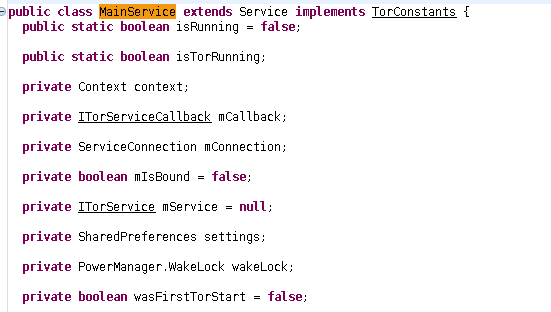 public class MainService extends Service implements TorConstants {
public static boolean isRunning = false;
public static boolean isTorRunning;
private Context context;
private ITorServiceCallback mCallback;
private ServiceConnection mConnection;
private boolean mIsBound = false;
private ITorService mService = null;
private SharedPreferences settings;
private PowerManager.WakeLock wakeLock;
private boolean wasFirstTorStart = false;